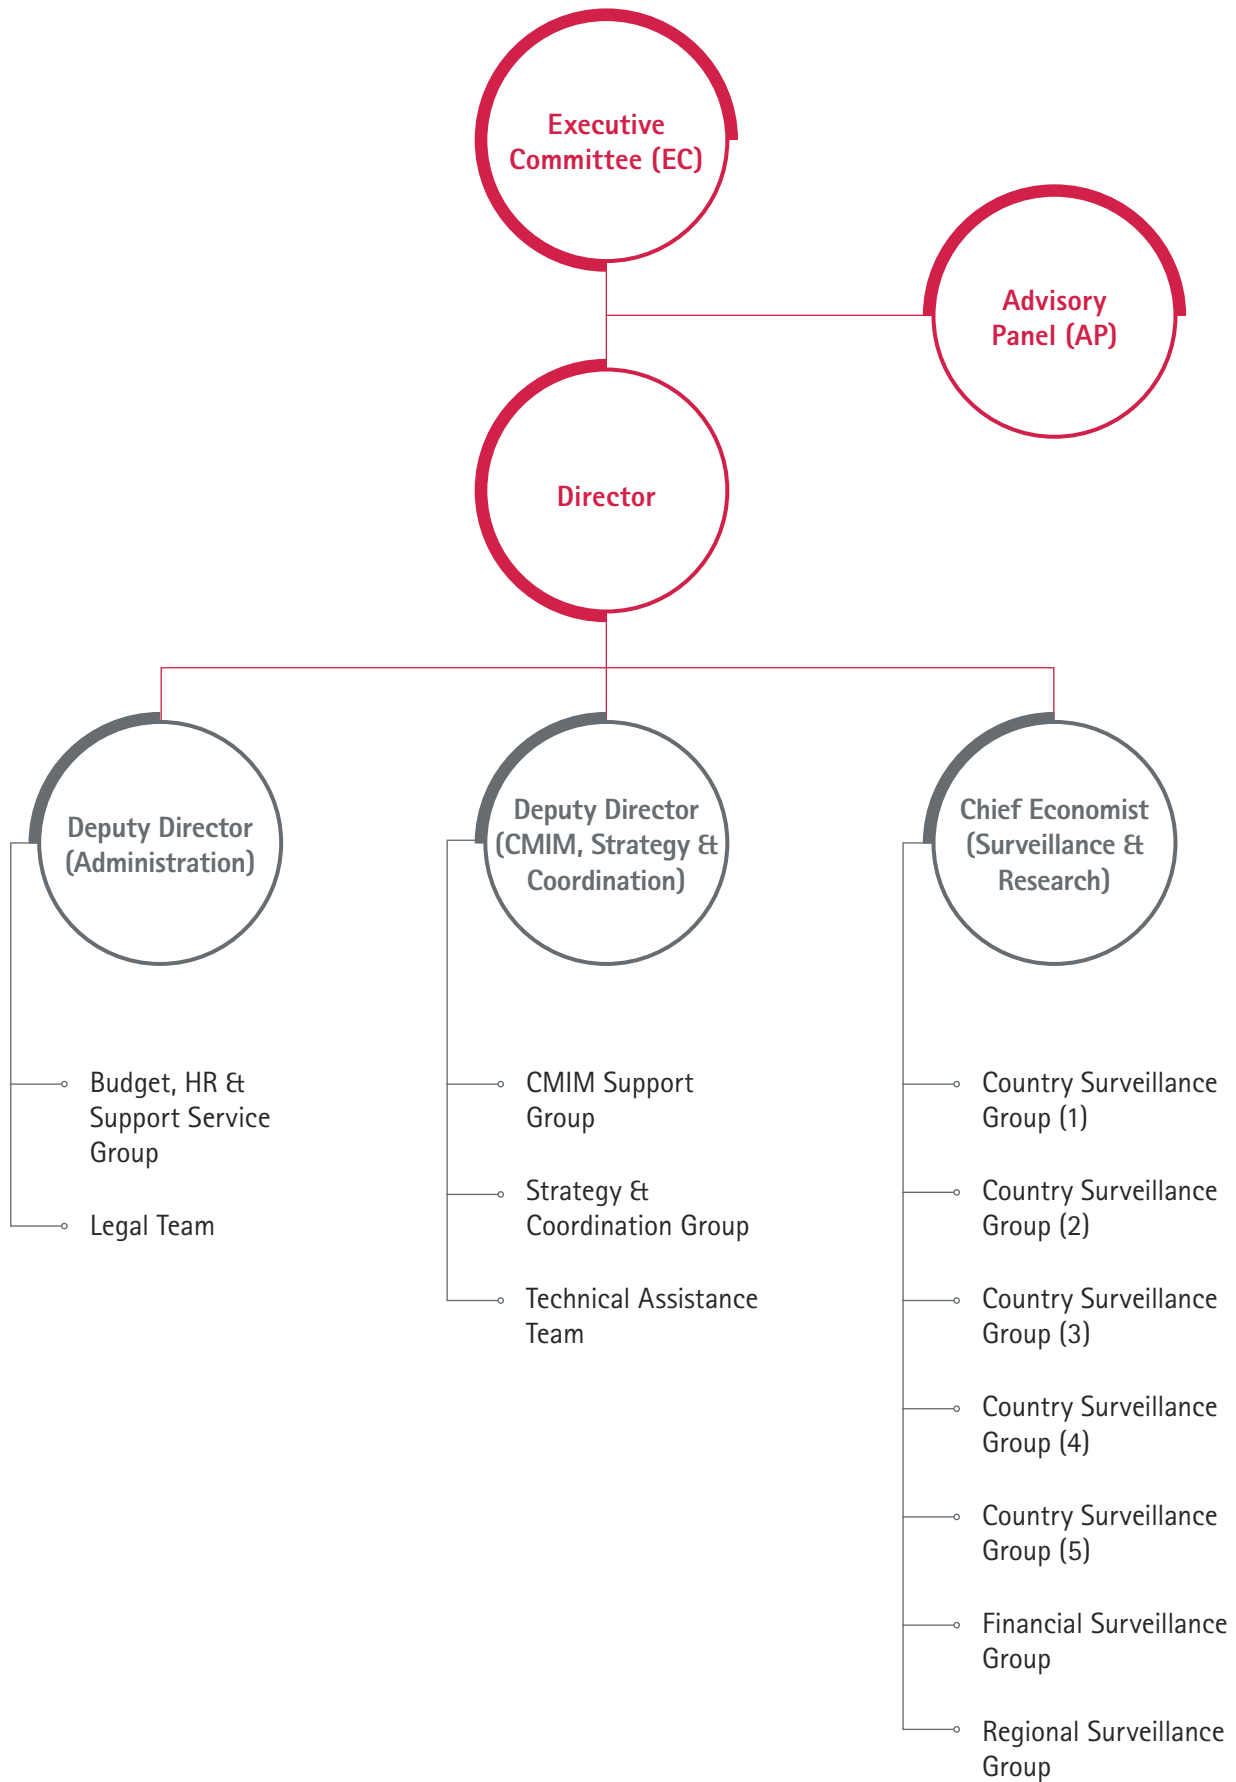 Executive
Committee (EC)
Advisory
Panel (AP)
Director
Deputy Director
(Administration)
Budget, HR &
Support Service
Group
Legal Team
Deputy Director
(CMIM, Strategy &
Coordination)
CMIM Support
Group
Strategy &
Coordination Group
Technical Assistance
Team
Chief Economist
(Surveillance &
Research)
Country Surveillance
Group (1)
Country Surveillance
Group (2)
Country Surveillance
Group (3)
Country Surveillance
Group (4)
Country Surveillance
Group (5)
Financial Surveillance
Group
Regional Surveillance
Group